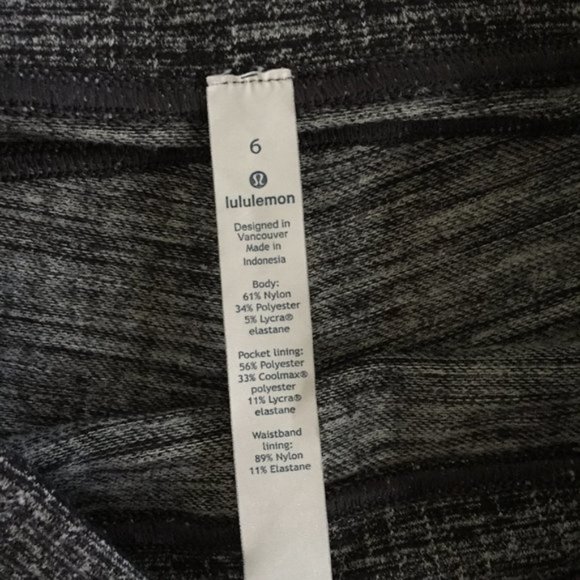 6
lululemon
Designed in
Vancouver
Made in
Indonesia
Body:
61% Nylon
34% Polyester
5% Lycra®
elastane
Pocket lining:
56% Polyester
33% Coolmax®
polyester
11% Lycra®
elastane
Waistband
lining:
89% Nylon
11% Elastane